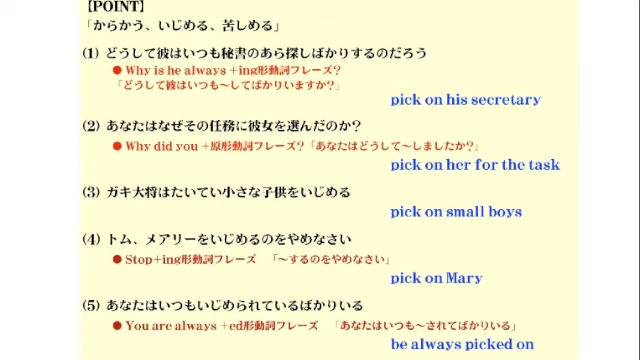 【POINT】
「からかう、いじめる、苦しめる」
(1) どうして彼はいつも秘書のあら探しばかりするのだろう
● Why is he always +ing形動詞フレーズ?
「どうして彼はいつも～してばかりいますか?」
pick on his secretary
(2) あなたはなぜその任務に彼女を選んだのか?
● Why did you +原形動詞フレーズ?「あなたはどうして～しましたか?」
pick on her for the task
(3) ガキ大将はたいてい小さな子供をいじめる
pick on small boys
(4) トム、メアリーをいじめるのをやめなさい
● Stop+ing形動詞フレーズ 「～するのをやめなさい」
pick on Mary
(5) あなたはいつもいじめられているばかりいる
● You are always +ed形動詞フレーズ 「あなたはいつも～されてばかりいる」
be always picked on